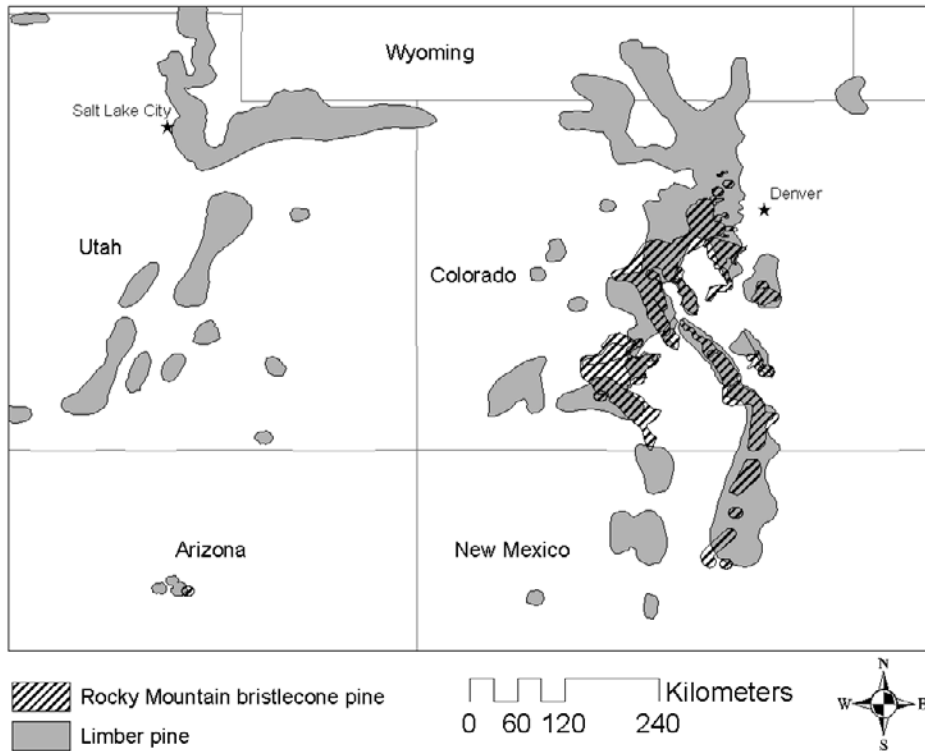 Wyoming
Salt Lake City
Denver
Utah
Colorado
Arizona
New Mexico
Rocky Mountain bristlecone pine
Limber pine
Kilometers
0 60 120 240
N
W E
S